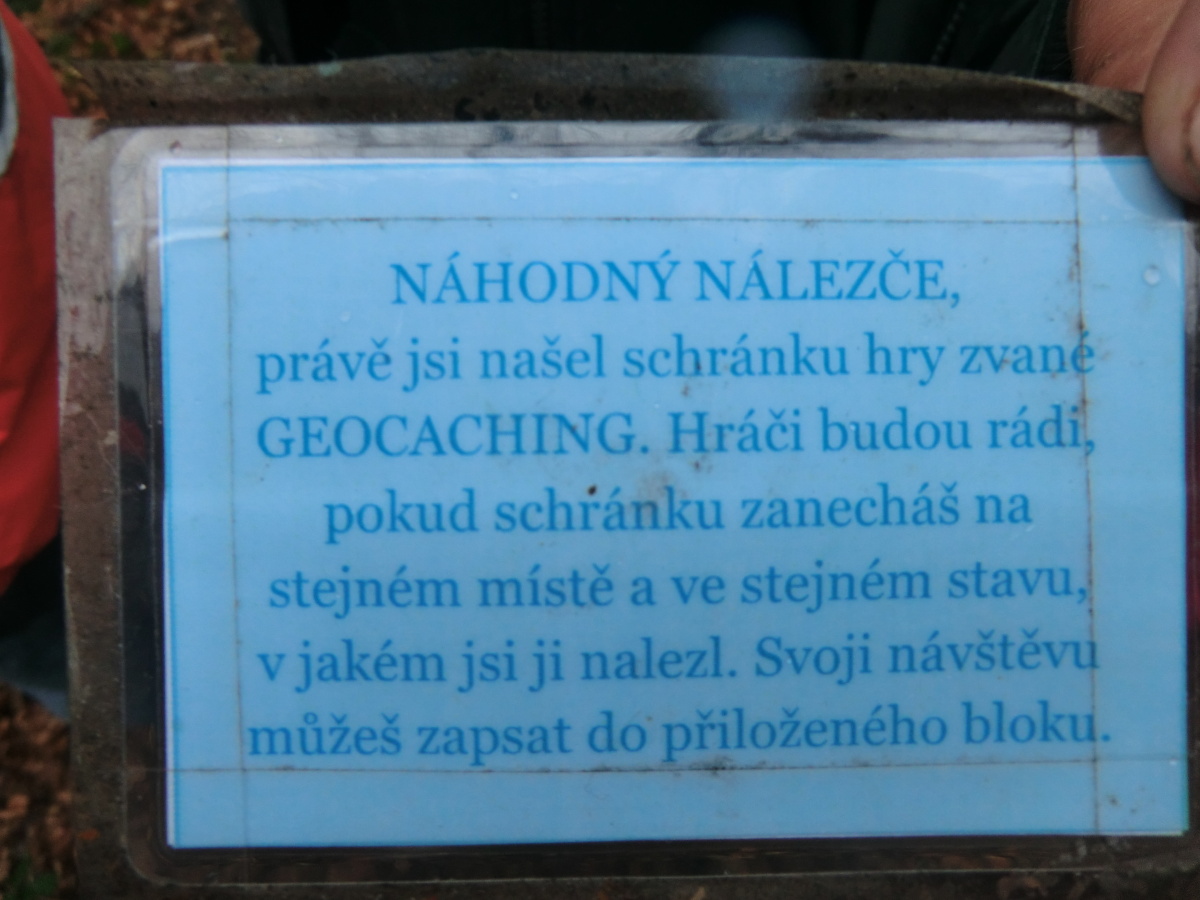 NÁHODNÝ NÁLEZČE,
právě jsi našel schránku hry zvané
GEOCACHING. Hráči budou rádi,
pokud schránku zanecháš na
stejném místě a ve stejném stavu,
v jakém jsi ji nalezl. Svoji návštěvu
můžeš zapsat do přiloženého bloku.